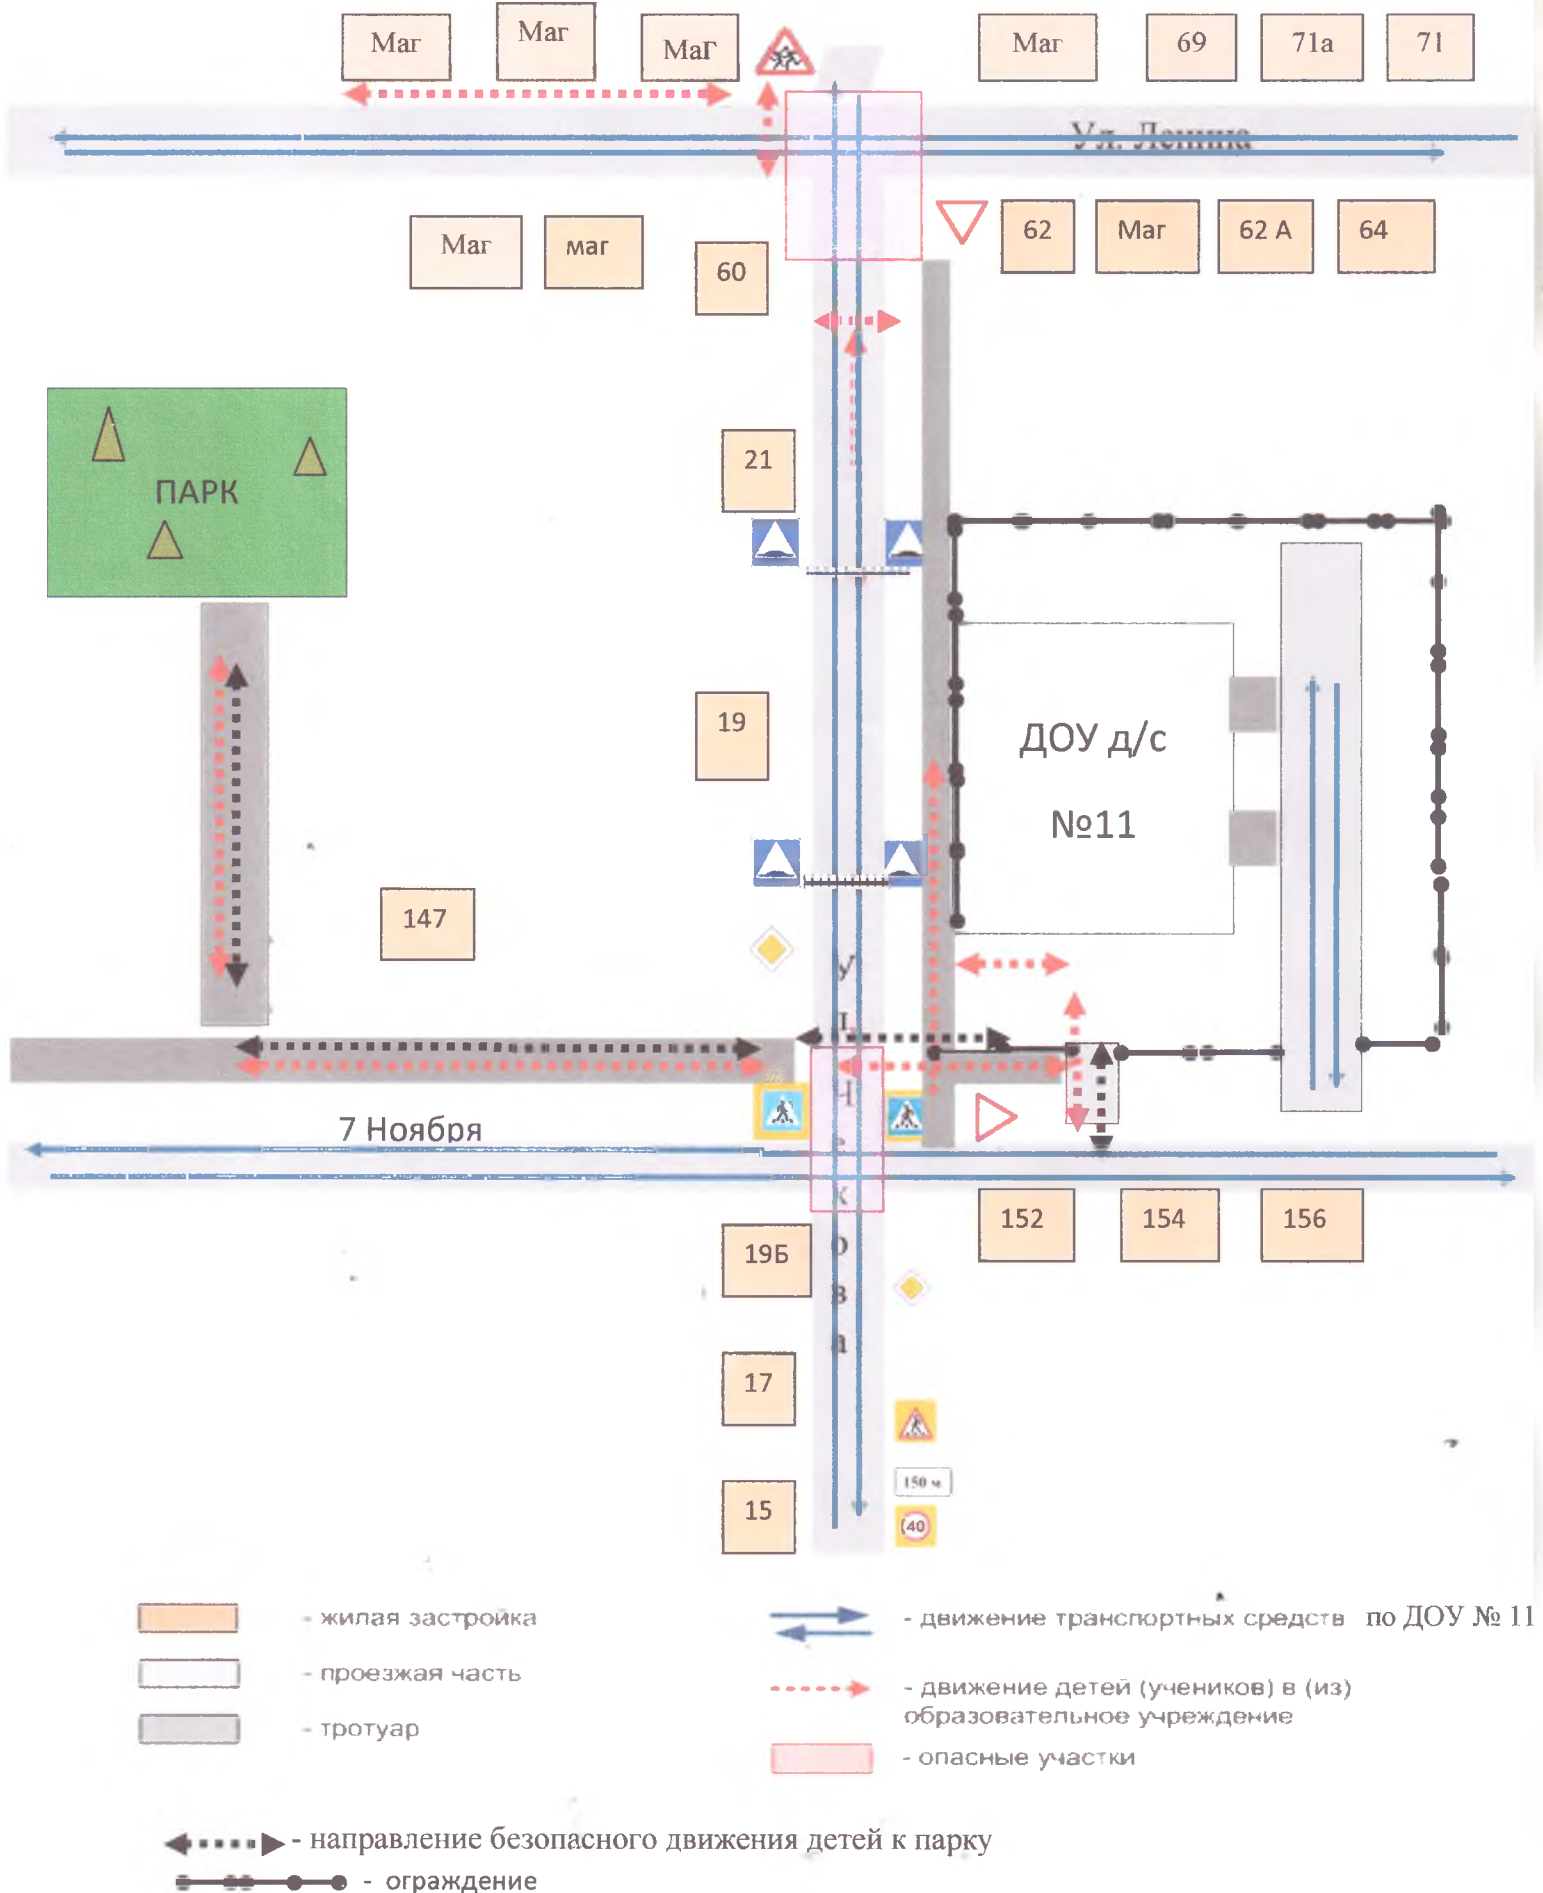 Маг Маг МаГ Маг 69 71а 71
Ул. Ленина
Маг маг 60 62 Маг 62 А 64
21
ПАРК
19
ДОУ д/с
№11
147
7 Ноября
ул. Чекова
152 154 156
19Б
17
150 м
15
40
- жилая застройка
- проезжая часть
- тротуар
- движение транспортных средств по ДОУ № 11
- движение детей (учеников) в (из)
образовательное учреждение
- опасные участки
- направление безопасного движения детей к парку
- ограждение